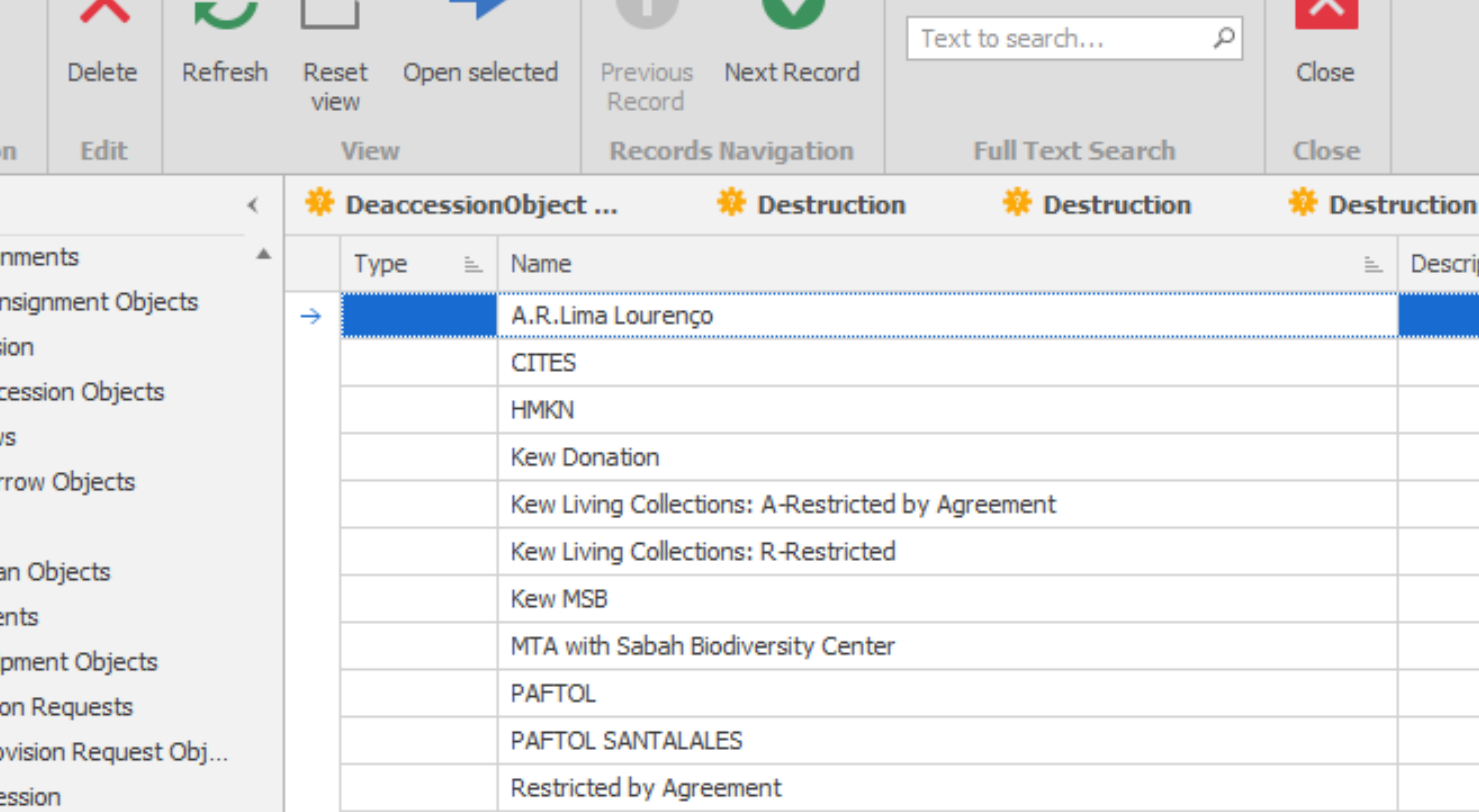 Delete
Refresh
Reset view
Open selected
Previous Record
Next Record
Text to search...
Close
Edit
View
Records Navigation
Full Text Search
Close
DeaccessionObject ...
Destruction
Destruction
Destruction
nments
nsignment Objects
sion
cession Objects
ws
rrow Objects
an Objects
ents
pment Objects
on Requests
ovision Request Obj...
ession
Type
Name
Descrip
A.R.Lima Lourenço
CITES
HMKN
Kew Donation
Kew Living Collections: A-Restricted by Agreement
Kew Living Collections: R-Restricted
Kew MSB
MTA with Sabah Biodiversity Center
PAFTOL
PAFTOL SANTALALES
Restricted by Agreement